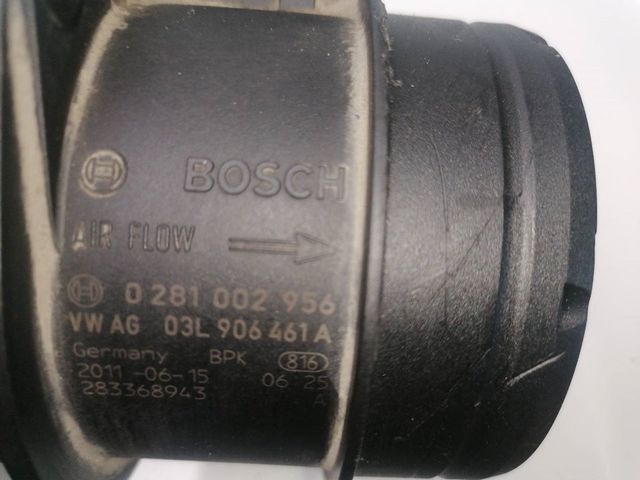 BOSCH
AIR FLOW
0 281 002 956
VW AG 03L 906 461 A
Germany BPK 816
2011-06-15 06 25
283368943 A